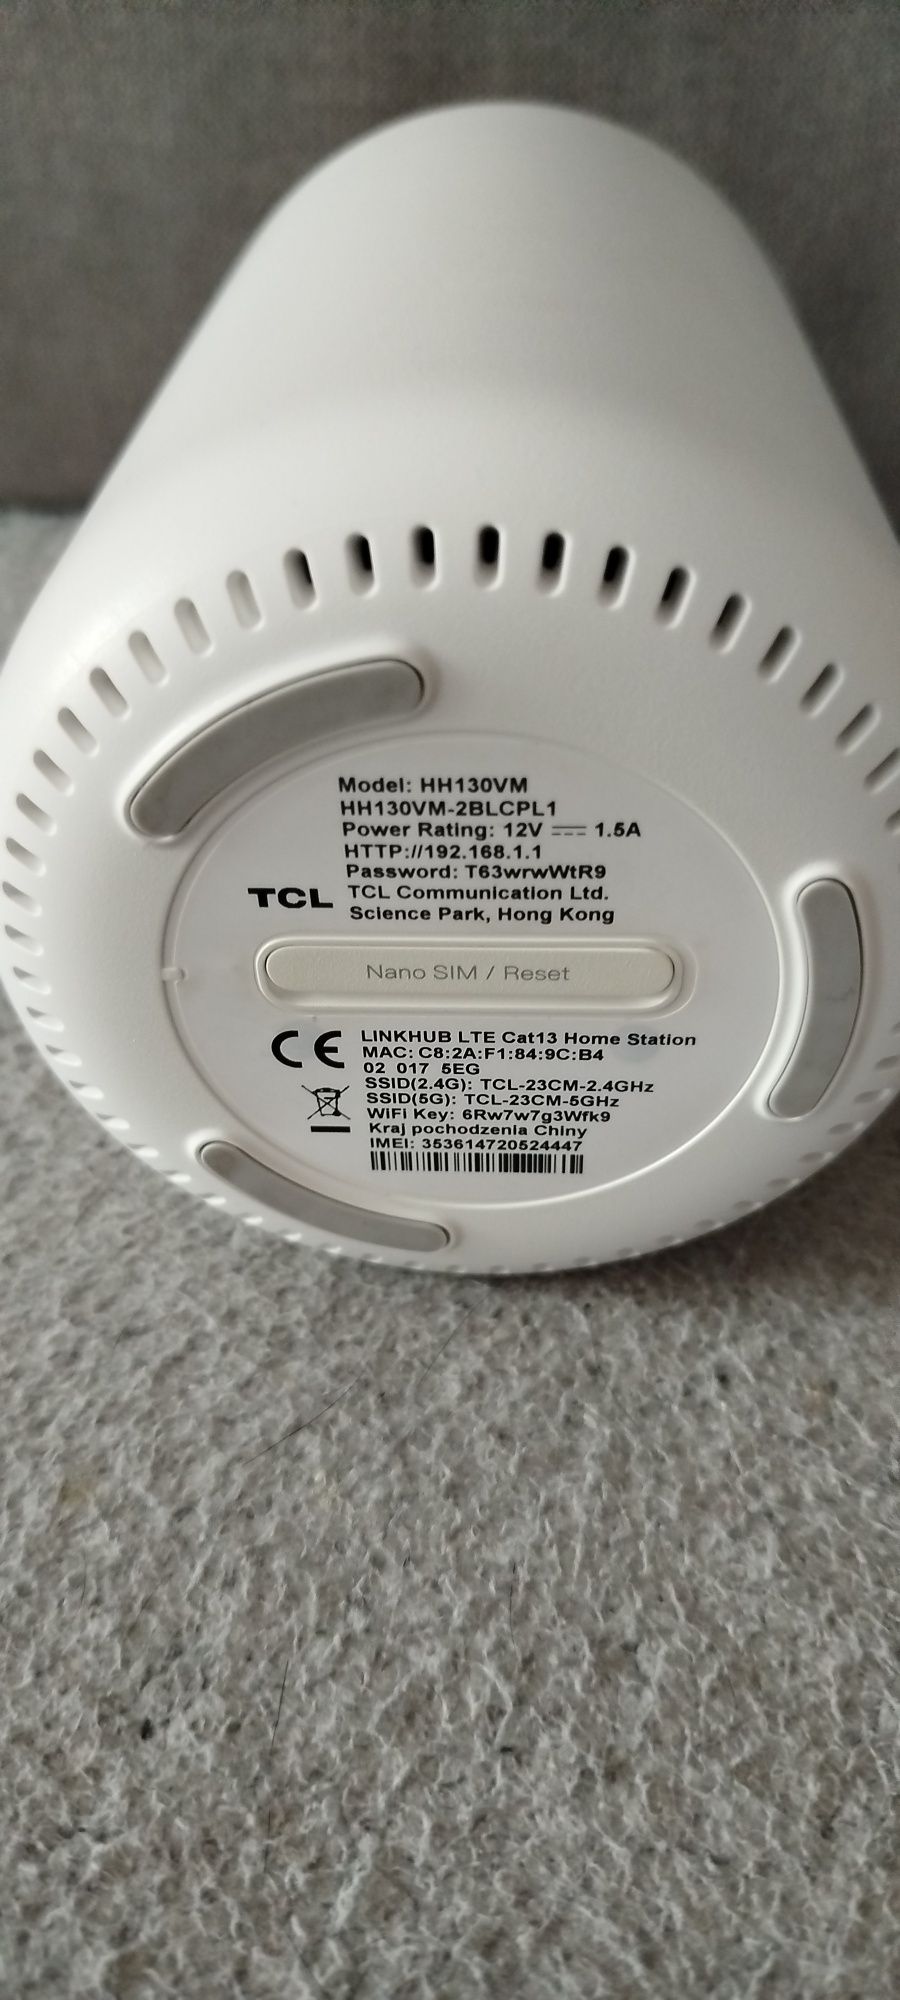 Model: HH130VM
HH130VM-2BLCPL1
Power Rating: 12V 1.5A
HTTP://192.168.1.1
Password: T63wrwWtR9
TCL
TCL Communication Ltd.
Science Park, Hong Kong
Nano SIM / Reset
CE
LINKHUB LTE Cat13 Home Station
MAC: C8:2A:F1:84:9C:B4
02 017 5EG
SSID(2.4G): TCL-23CM-2.4GHz
SSID(5G): TCL-23CM-5GHz
WiFi Key: 6Rw7w7g3Wfk9
Kraj pochodzenia Chiny
IMEI: 353614720524447